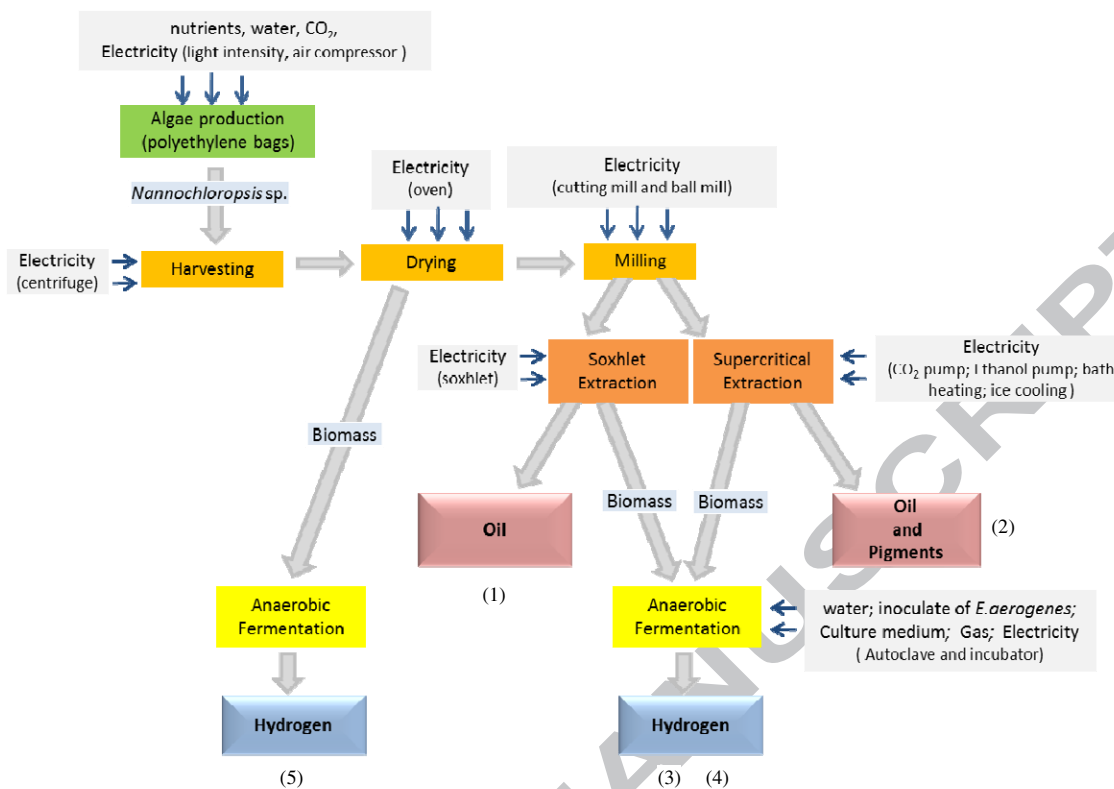 nutrients, water, CO₂,
Electricity (light intensity, air compressor )
Algae production
(polyethylene bags)
Nannochloropsis sp.
Electricity
(oven)
Electricity
(cutting mill and ball mill)
Electricity
(centrifuge)
Harvesting
Drying
Milling
Electricity
(soxhlet)
Soxhlet
Extraction
Supercritical
Extraction
Electricity
(CO₂ pump; Ethanol pump; bath
heating; ice cooling )
Biomass
Biomass
Biomass
Oil
(1)
Oil
and
Pigments
(2)
Anaerobic
Fermentation
Anaerobic
Fermentation
water; inoculate of E.aerogenes;
Culture medium; Gas; Electricity
( Autoclave and incubator)
Hydrogen
(5)
Hydrogen
(3) (4)
MANUSCRIPT